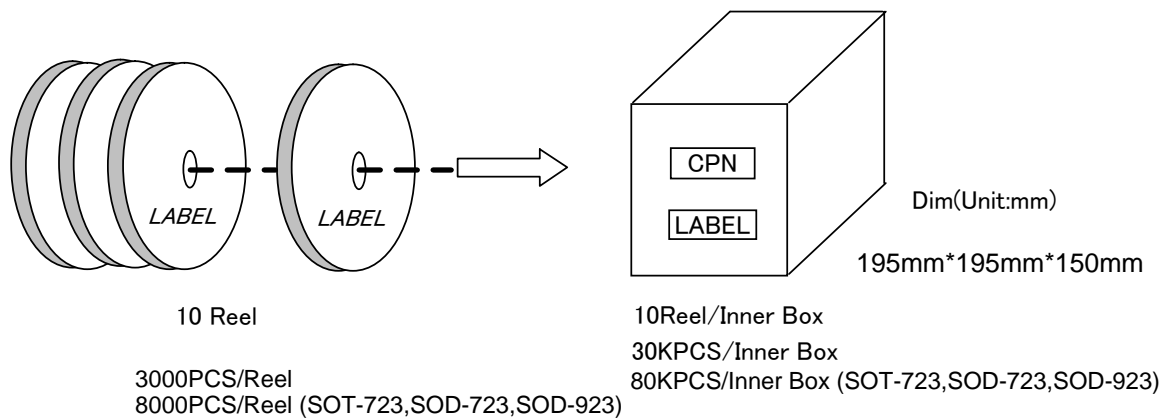 LABEL
LABEL
CPN
LABEL
Dim(Unit:mm)
195mm*195mm*150mm
10 Reel
3000PCS/Reel
8000PCS/Reel (SOT-723,SOD-723,SOD-923)
10Reel/Inner Box
30KPCS/Inner Box
80KPCS/Inner Box (SOT-723,SOD-723,SOD-923)